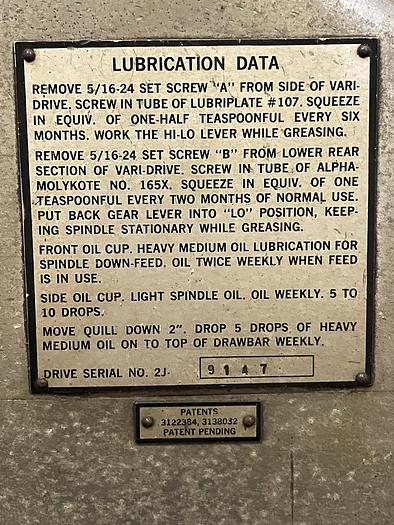 LUBRICATION DATA
REMOVE 5/16-24 SET SCREW "A" FROM SIDE OF VARI-
DRIVE. SCREW IN TUBE OF LUBRIPLATE #107. SQUEEZE
IN EQUIV. OF ONE-HALF TEASPOONFUL EVERY SIX
MONTHS. WORK THE HI-LO LEVER WHILE GREASING.
REMOVE 5/16-24 SET SCREW "B" FROM LOWER REAR
SECTION OF VARI-DRIVE. SCREW IN TUBE OF ALPHA-
MOLYKOTE NO. 165X. SQUEEZE IN EQUIV. OF ONE
TEASPOONFUL EVERY TWO MONTHS OF NORMAL USE.
PUT BACK GEAR LEVER INTO "LO" POSITION, KEEP-
ING SPINDLE STATIONARY WHILE GREASING.
FRONT OIL CUP. HEAVY MEDIUM OIL LUBRICATION FOR
SPINDLE DOWN-FEED. OIL TWICE WEEKLY WHEN FEED
IS IN USE.
SIDE OIL CUP. LIGHT SPINDLE OIL. OIL WEEKLY. 5 TO
10 DROPS.
MOVE QUILL DOWN 2". DROP 5 DROPS OF HEAVY
MEDIUM OIL ON TO TOP OF DRAWBAR WEEKLY.
DRIVE SERIAL NO. 2J- 9147
PATENTS
3122384, 3138032
PATENT PENDING